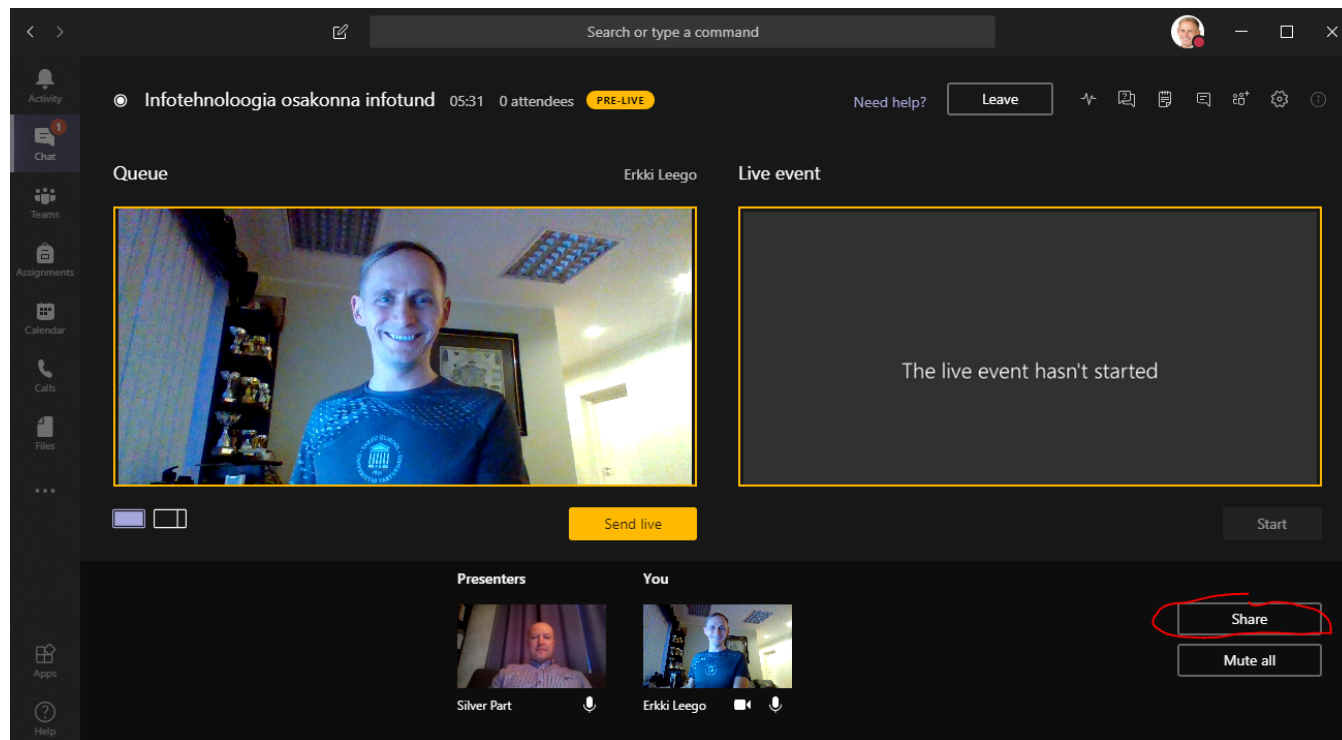 Search or type a command
Activity
Infotehnoloogia osakonna infotund 05:31 0 attendees PRE-LIVE
Need help? Leave
1
Chat
Queue Erkki Leego
Live event
Teams
Assignments
Calendar
Calls
Files
The live event hasn't started
Send live
Start
Presenters
You
Share
Mute all
Silver Part
Erkki Leego
Apps
Help